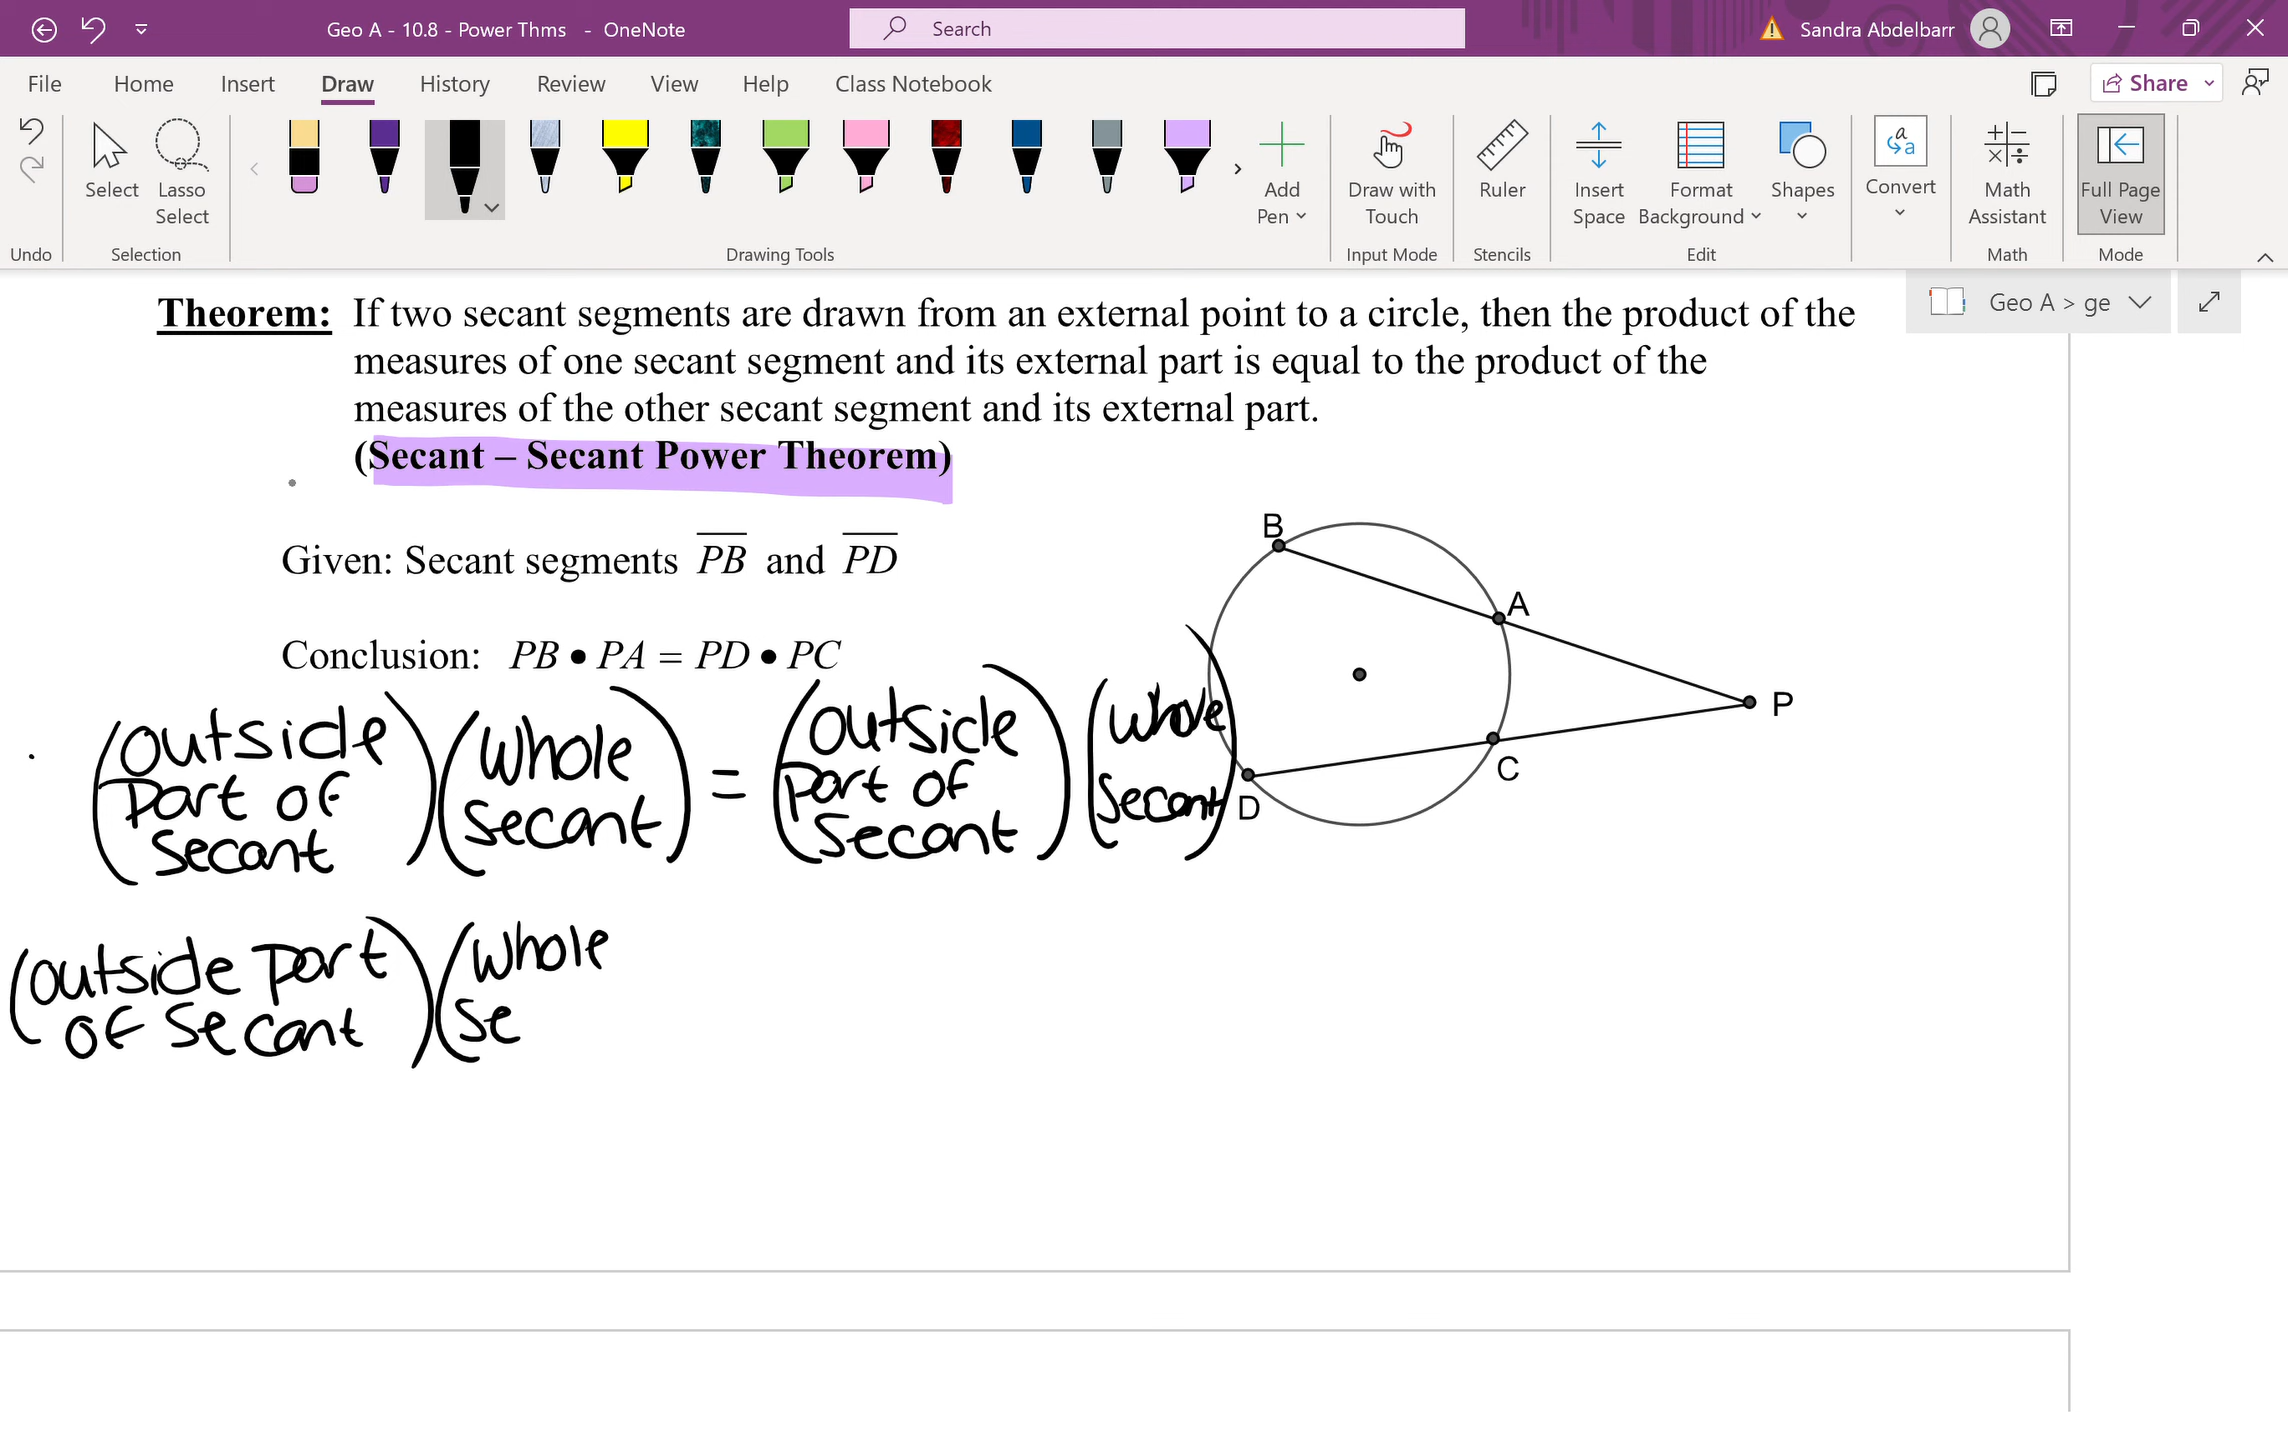 Geo A - 10.8 - Power Thms - OneNote
Search
Sandra Abdelbarr
File Home Insert Draw History Review View Help Class Notebook
Share
Select
Lasso Select
Add Pen
Draw with Touch
Ruler
Insert Space
Format Background
Shapes
Convert
Math Assistant
Full Page View
Undo Selection Drawing Tools Input Mode Stencils Edit Math Mode
Geo A > ge
Theorem: If two secant segments are drawn from an external point to a circle, then the product of the
measures of one secant segment and its external part is equal to the product of the
measures of the other secant segment and its external part.
(Secant – Secant Power Theorem)
Given: Secant segments PB and PD
Conclusion: PB • PA = PD • PC
B
A
P
C
D
(outside part of secant)(whole secant) = (outside part of secant)(whole secant)
(outside part of secant)(whole se